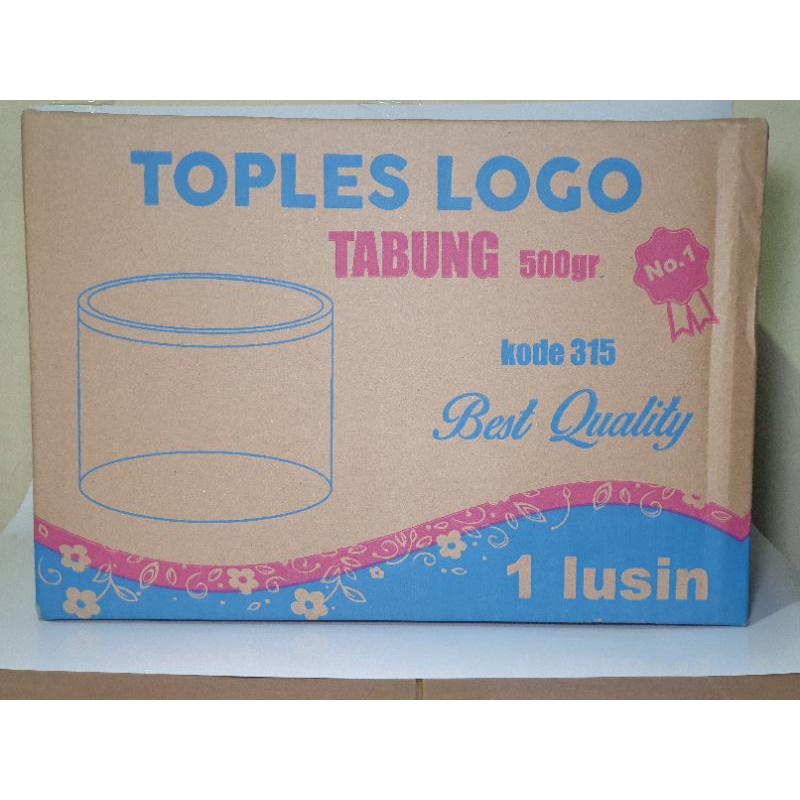 TOPLES LOGO
TABUNG 500gr
No.1
kode 315
Best Quality
1 lusin